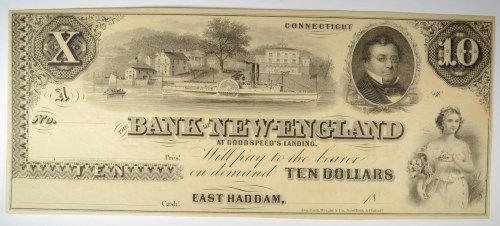 CONNECTICUT
X
10
No.
THE BANK OF NEW-ENGLAND
AT GOODSPEED'S LANDING.
Will pay to the bearer
Pres.t
TEN
on demand TEN DOLLARS
Cash.r
EAST HADDAM,
18